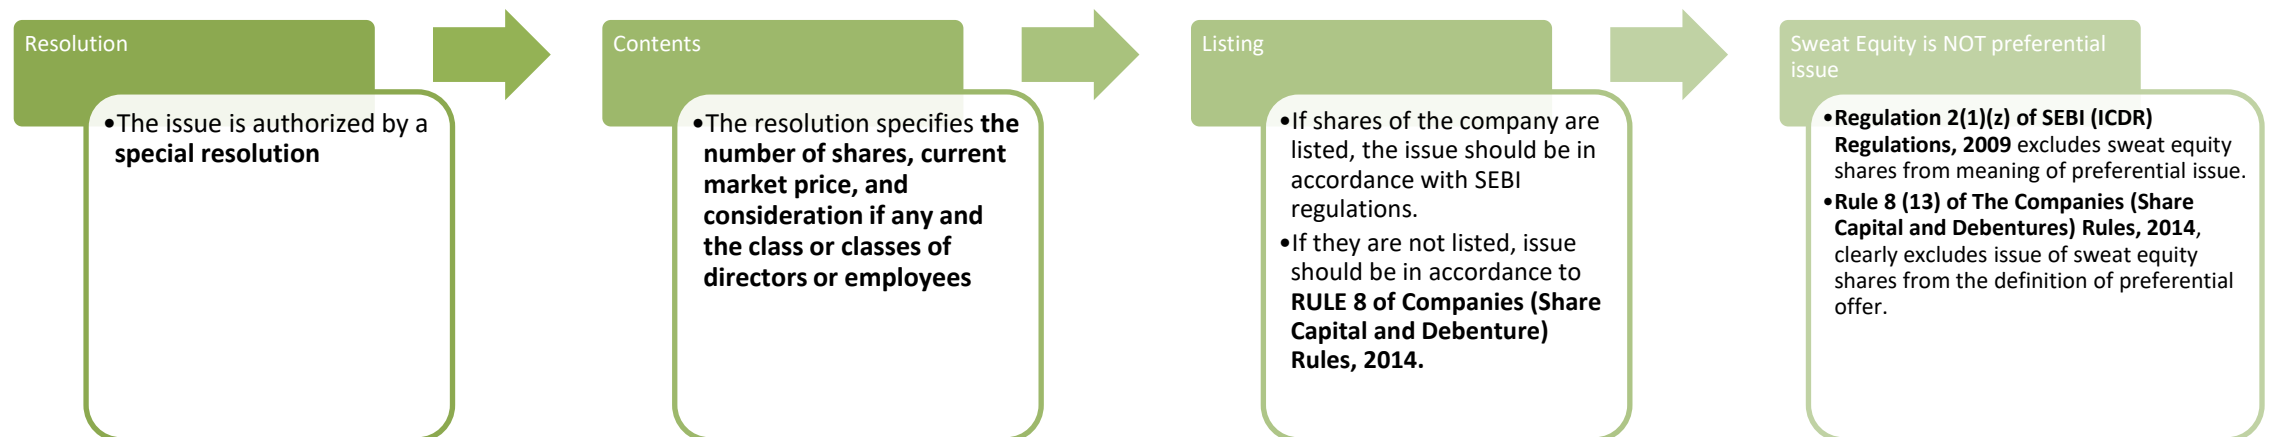 Resolution
•The issue is authorized by a
special resolution
Contents
•The resolution specifies the
number of shares, current
market price, and
consideration if any and
the class or classes of
directors or employees
Listing
•If shares of the company are
listed, the issue should be in
accordance with SEBI
regulations.
•If they are not listed, issue
should be in accordance to
RULE 8 of Companies (Share
Capital and Debenture)
Rules, 2014.
Sweat Equity is NOT preferential
issue
•Regulation 2(1)(z) of SEBI (ICDR)
Regulations, 2009 excludes sweat equity
shares from meaning of preferential issue.
•Rule 8 (13) of The Companies (Share
Capital and Debentures) Rules, 2014,
clearly excludes issue of sweat equity
shares from the definition of preferential
offer.